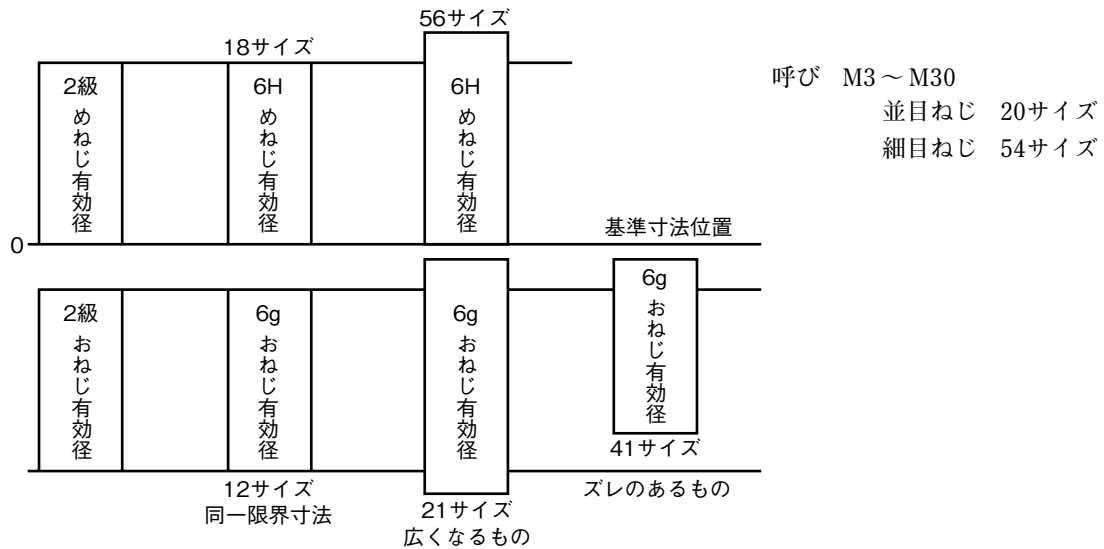 56サイズ
18サイズ
2級
めねじ有効径
6H
めねじ有効径
6H
めねじ有効径
呼び M3～M30
並目ねじ 20サイズ
細目ねじ 54サイズ
0
基準寸法位置
2級
おねじ有効径
6g
おねじ有効径
6g
おねじ有効径
6g
おねじ有効径
41サイズ
ズレのあるもの
12サイズ
同一限界寸法
21サイズ
広くなるもの